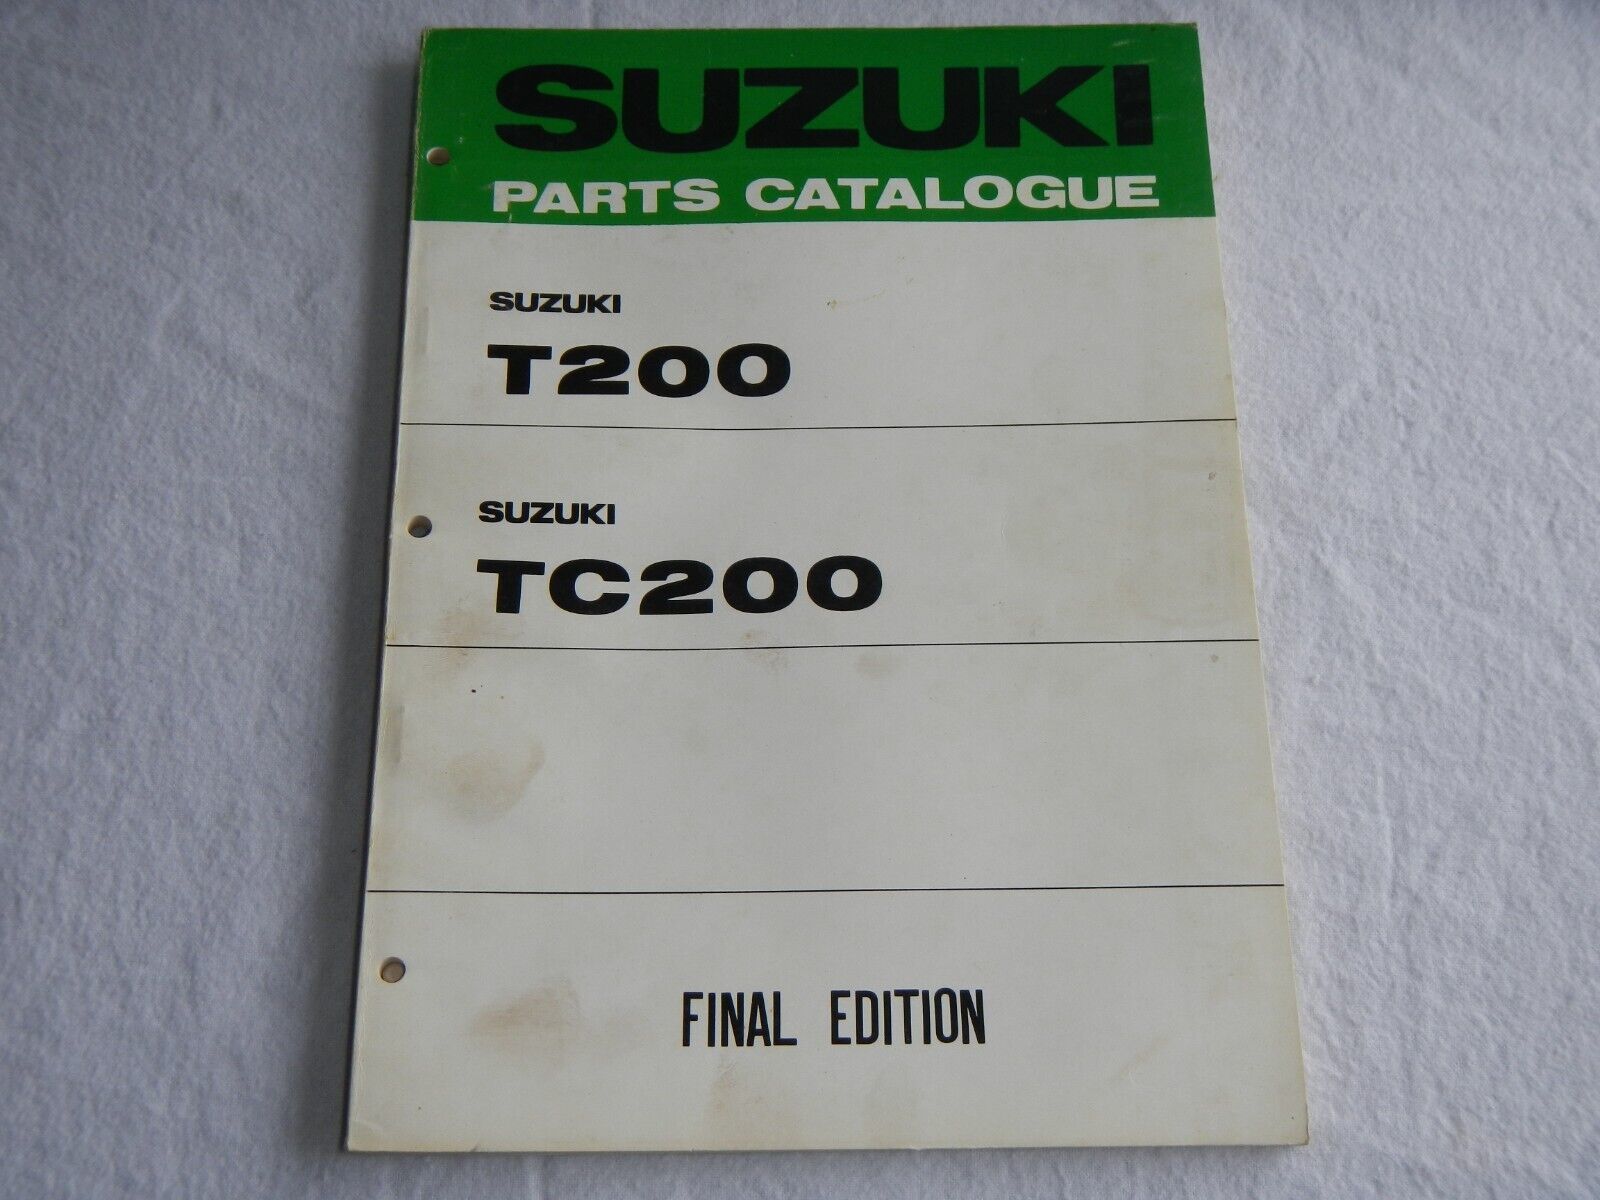 SUZUKI
PARTS CATALOGUE
SUZUKI
T200
SUZUKI
TC200
FINAL EDITION